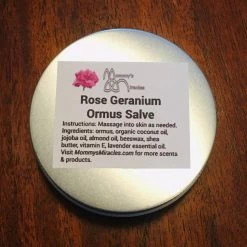 Mommy's
Miracles
Rose Geranium
Ormus Salve
Instructions: Massage into skin as needed.
Ingredients: ormus, organic coconut oil,
jojoba oil, almond oil, beeswax, shea
butter, vitamin E, lavender essential oil.
Visit MommysMiracles.com for more scents
& products.